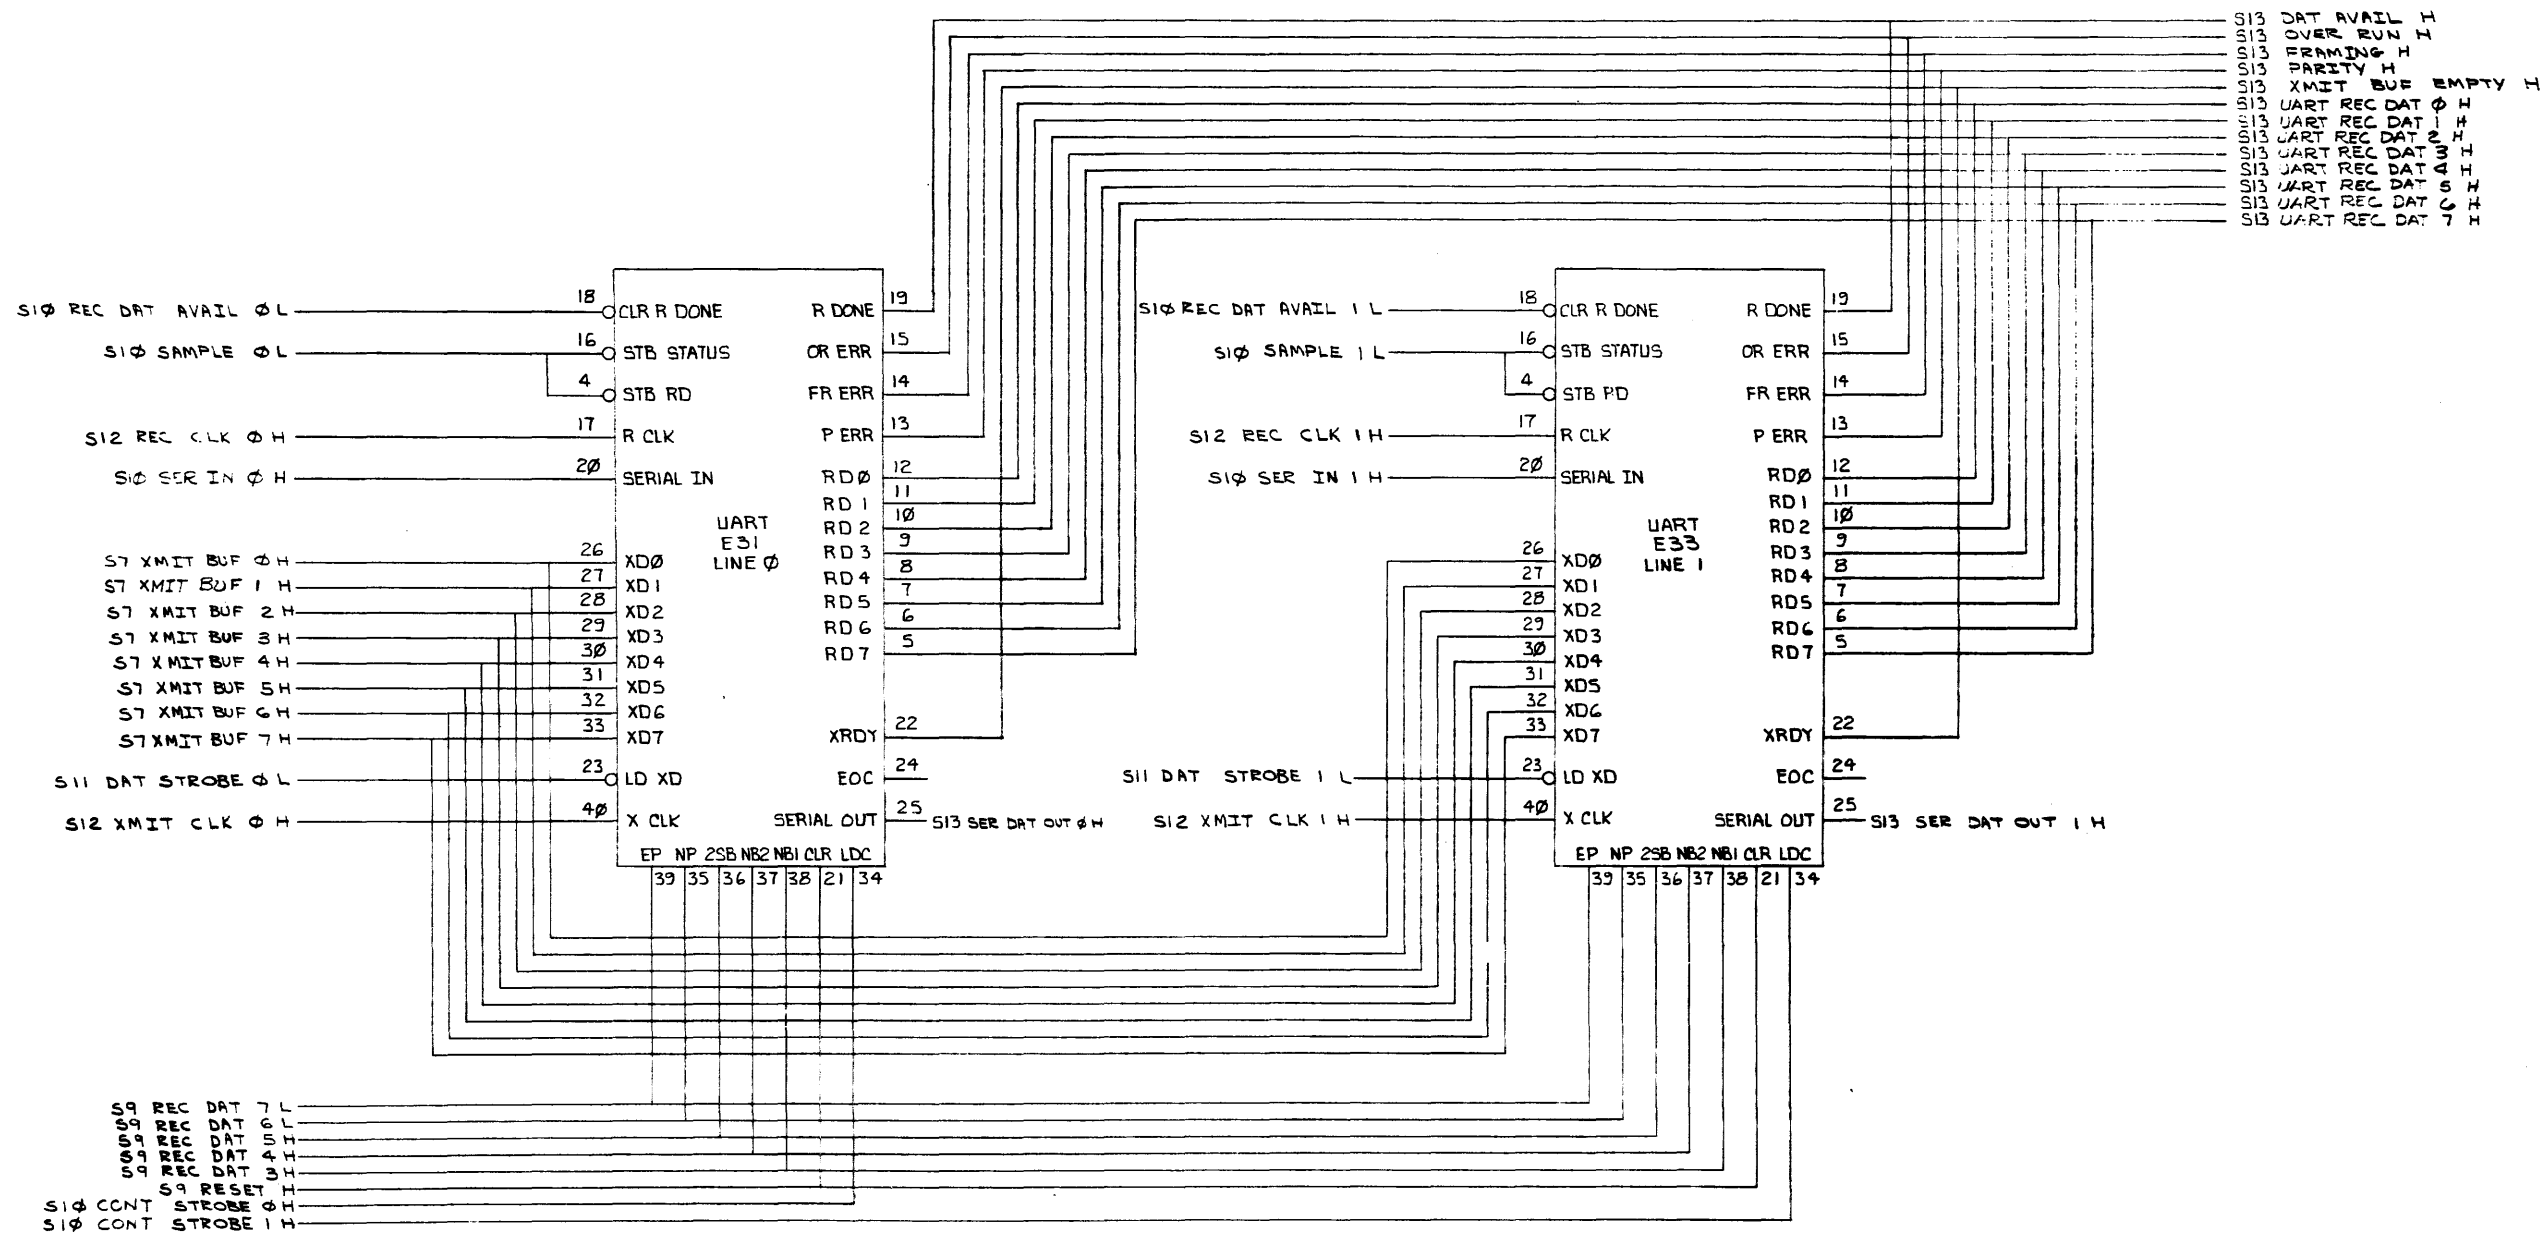 S13 DAT AVAIL H
S13 OVER RUN H
S13 FRAMING H
S13 PARITY H
S13 XMIT BUF EMPTY H
S13 UART REC DAT Ø H
S13 UART REC DAT 1 H
S13 UART REC DAT 2 H
S13 UART REC DAT 3 H
S13 UART REC DAT 4 H
S13 UART REC DAT 5 H
S13 UART REC DAT 6 H
S13 UART REC DAT 7 H
S1Ø REC DAT AVAIL Ø L
S1Ø SAMPLE Ø L
S12 REC CLK Ø H
S1Ø SER IN Ø H
S7 XMIT BUF Ø H
S7 XMIT BUF 1 H
S7 XMIT BUF 2 H
S7 XMIT BUF 3 H
S7 XMIT BUF 4 H
S7 XMIT BUF 5 H
S7 XMIT BUF 6 H
S7 XMIT BUF 7 H
S11 DAT STROBE Ø L
S12 XMIT CLK Ø H
18 CLR R DONE
16 STB STATUS
4 STB RD
17 R CLK
2Ø SERIAL IN
26 XDØ
27 XD1
28 XD2
29 XD3
3Ø XD4
31 XD5
32 XD6
33 XD7
23 LD XD
4Ø X CLK
UART
E31
LINE Ø
R DONE 19
OR ERR 15
FR ERR 14
P ERR 13
RDØ 12
RD1 11
RD2 1Ø
RD3 9
RD4 8
RD5 7
RD6 6
RD7 5
XRDY 22
EOC 24
SERIAL OUT 25 S13 SER DAT OUT Ø H
EP NP 2SB NB2 NB1 CLR LDC
39 35 36 37 38 21 34
S1Ø REC DAT AVAIL 1 L
S1Ø SAMPLE 1 L
S12 REC CLK 1 H
S1Ø SER IN 1 H
S11 DAT STROBE 1 L
S12 XMIT CLK 1 H
18 CLR R DONE
16 STB STATUS
4 STB RD
17 R CLK
2Ø SERIAL IN
26 XDØ
27 XD1
28 XD2
29 XD3
3Ø XD4
31 XD5
32 XD6
33 XD7
23 LD XD
4Ø X CLK
UART
E33
LINE 1
R DONE 19
OR ERR 15
FR ERR 14
P ERR 13
RDØ 12
RD1 11
RD2 1Ø
RD3 9
RD4 8
RD5 7
RD6 6
RD7 5
XRDY 22
EOC 24
SERIAL OUT 25 S13 SER DAT OUT 1 H
EP NP 2SB NB2 NB1 CLR LDC
39 35 36 37 38 21 34
S9 REC DAT 7 L
S9 REC DAT 6 L
S9 REC DAT 5 H
S9 REC DAT 4 H
S9 REC DAT 3 H
S9 RESET H
S1Ø CONT STROBE Ø H
S1Ø CONT STROBE 1 H